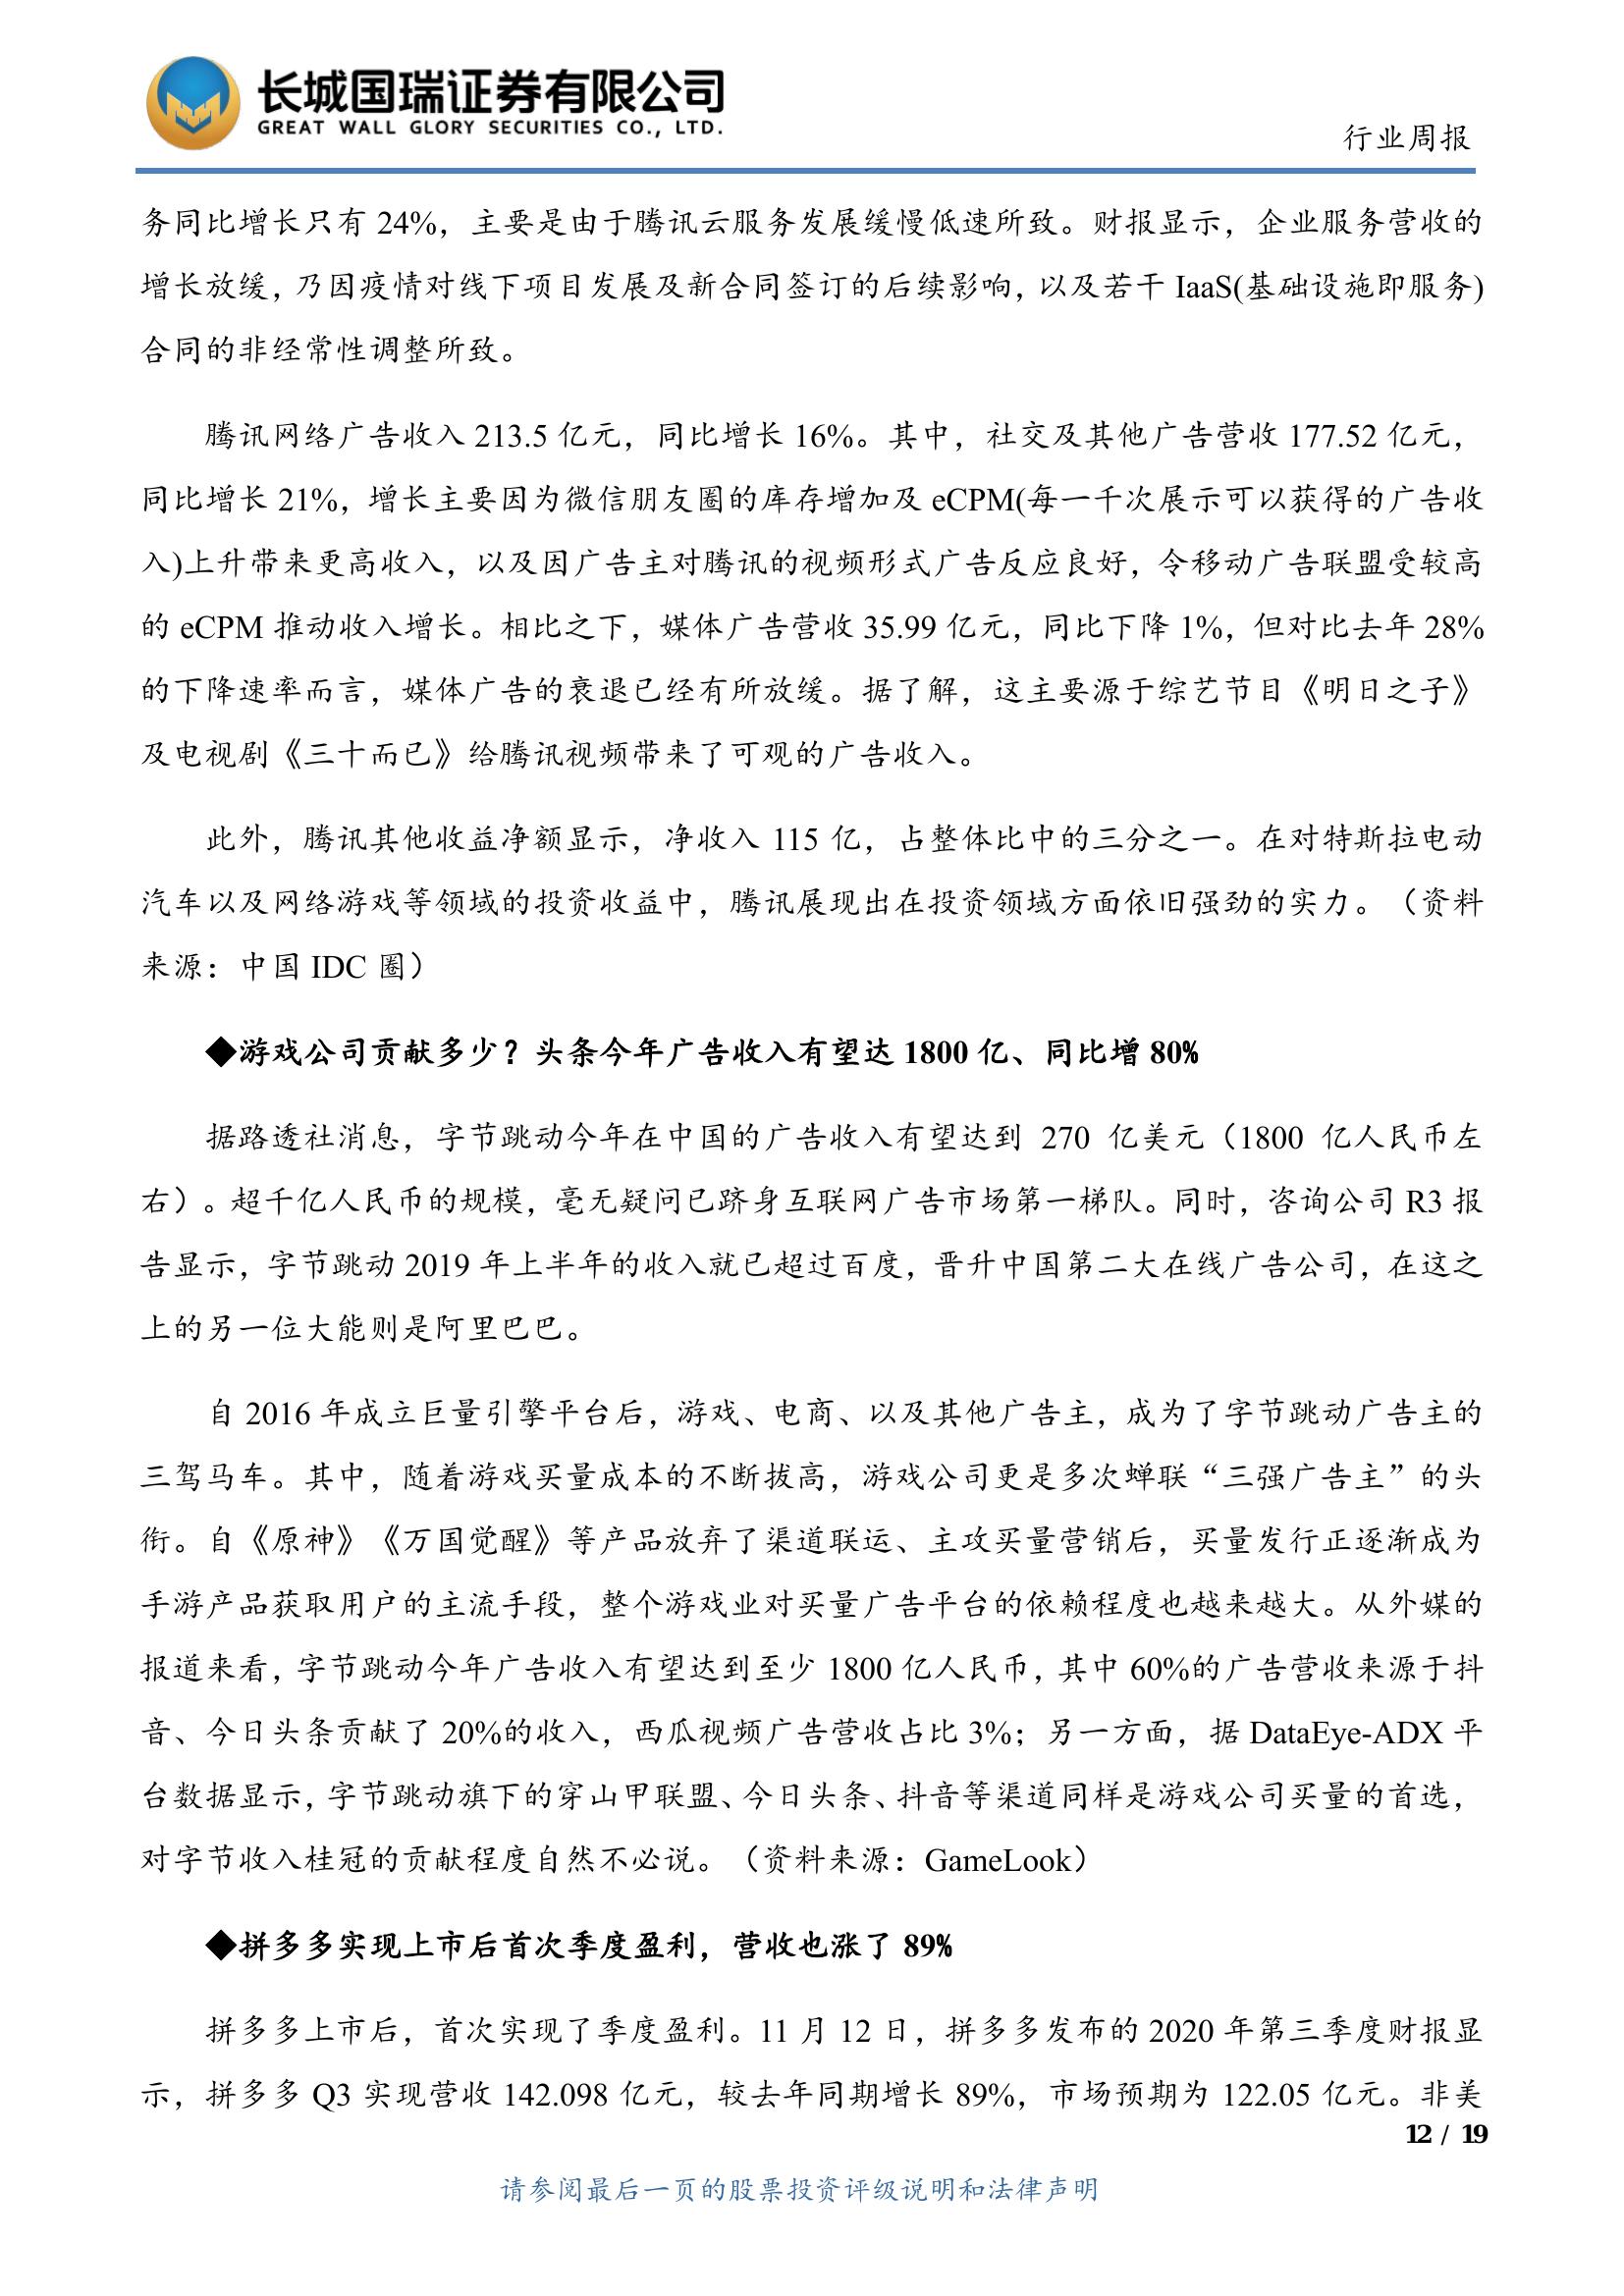 长城国瑞证券有限公司
GREAT WALL GLORY SECURITIES CO., LTD.
行业周报
务同比增长只有 24%，主要是由于腾讯云服务发展缓慢低速所致。财报显示，企业服务营收的
增长放缓，乃因疫情对线下项目发展及新合同签订的后续影响，以及若干 IaaS(基础设施即服务)
合同的非经常性调整所致。
腾讯网络广告收入 213.5 亿元，同比增长 16%。其中，社交及其他广告营收 177.52 亿元，
同比增长 21%，增长主要因为微信朋友圈的库存增加及 eCPM(每一千次展示可以获得的广告收
入)上升带来更高收入，以及因广告主对腾讯的视频形式广告反应良好，令移动广告联盟受较高
的 eCPM 推动收入增长。相比之下，媒体广告营收 35.99 亿元，同比下降 1%，但对比去年 28%
的下降速率而言，媒体广告的衰退已经有所放缓。据了解，这主要源于综艺节目《明日之子》
及电视剧《三十而已》给腾讯视频带来了可观的广告收入。
此外，腾讯其他收益净额显示，净收入 115 亿，占整体比中的三分之一。在对特斯拉电动
汽车以及网络游戏等领域的投资收益中，腾讯展现出在投资领域方面依旧强劲的实力。（资料
来源：中国 IDC 圈）
◆游戏公司贡献多少？头条今年广告收入有望达 1800 亿、同比增 80%
据路透社消息，字节跳动今年在中国的广告收入有望达到 270 亿美元（1800 亿人民币左
右）。超千亿人民币的规模，毫无疑问已跻身互联网广告市场第一梯队。同时，咨询公司 R3 报
告显示，字节跳动 2019 年上半年的收入就已超过百度，晋升中国第二大在线广告公司，在这之
上的另一位大能则是阿里巴巴。
自 2016 年成立巨量引擎平台后，游戏、电商、以及其他广告主，成为了字节跳动广告主的
三驾马车。其中，随着游戏买量成本的不断拔高，游戏公司更是多次蝉联“三强广告主”的头
衔。自《原神》《万国觉醒》等产品放弃了渠道联运、主攻买量营销后，买量发行正逐渐成为
手游产品获取用户的主流手段，整个游戏业对买量广告平台的依赖程度也越来越大。从外媒的
报道来看，字节跳动今年广告收入有望达到至少 1800 亿人民币，其中 60%的广告营收来源于抖
音、今日头条贡献了 20%的收入，西瓜视频广告营收占比 3%；另一方面，据 DataEye-ADX 平
台数据显示，字节跳动旗下的穿山甲联盟、今日头条、抖音等渠道同样是游戏公司买量的首选，
对字节收入桂冠的贡献程度自然不必说。（资料来源：GameLook）
◆拼多多实现上市后首次季度盈利，营收也涨了 89%
拼多多上市后，首次实现了季度盈利。11 月 12 日，拼多多发布的 2020 年第三季度财报显
示，拼多多 Q3 实现营收 142.098 亿元，较去年同期增长 89%，市场预期为 122.05 亿元。非美
12 / 19
请参阅最后一页的股票投资评级说明和法律声明